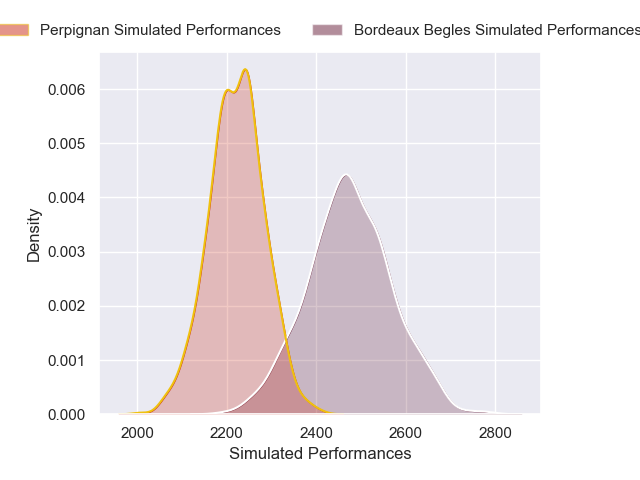 Perpignan Simulated Performances
Bordeaux Begles Simulated Performances
0.006
0.005
0.004
0.003
0.002
0.001
0.000
Density
2000 2200 2400 2600 2800
Simulated Performances